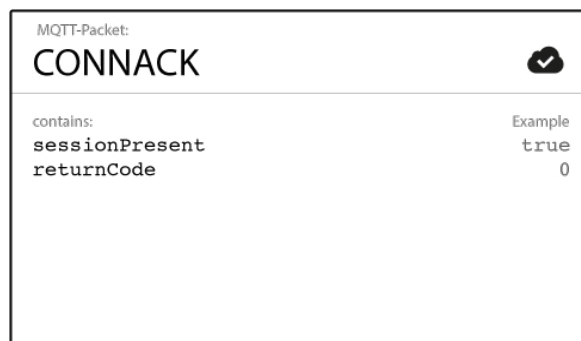 MQTT-Packet:
CONNACK
contains: Example
sessionPresent true
returnCode 0